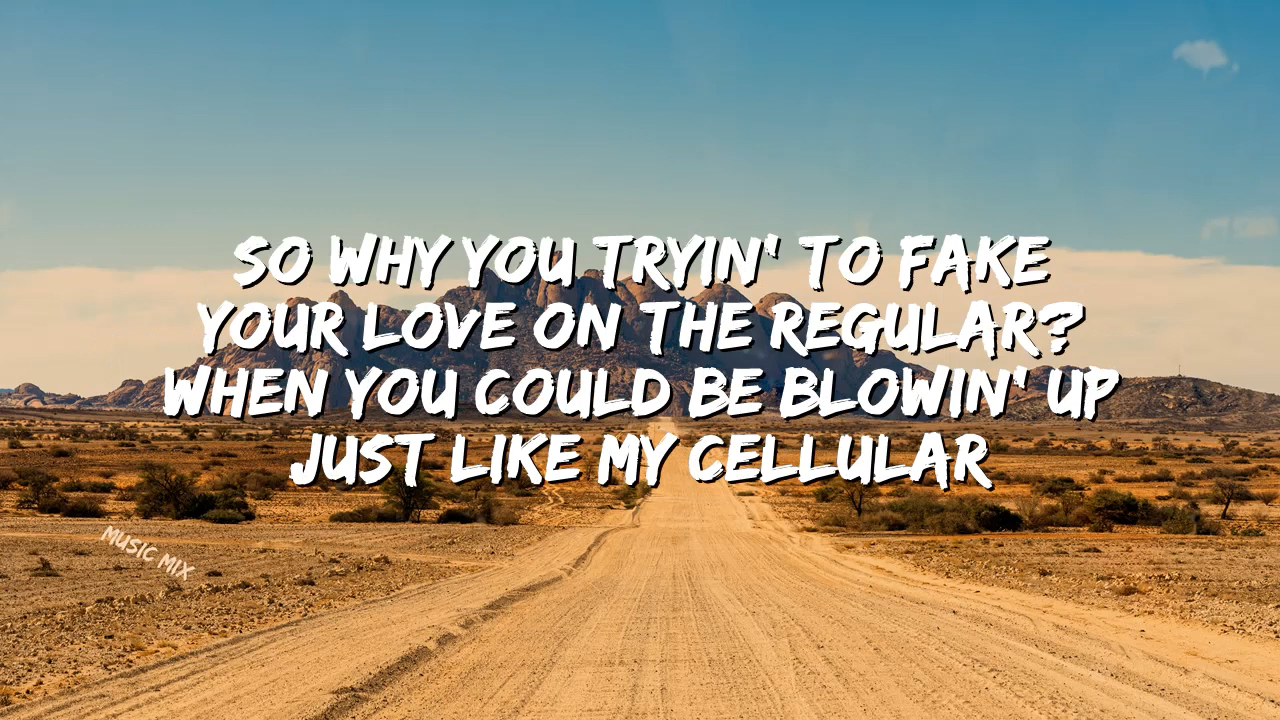 SO WHY YOU TRYIN' TO FAKE
YOUR LOVE ON THE REGULAR?
WHEN YOU COULD BE BLOWIN' UP
JUST LIKE MY CELLULAR
MUSIC MIX